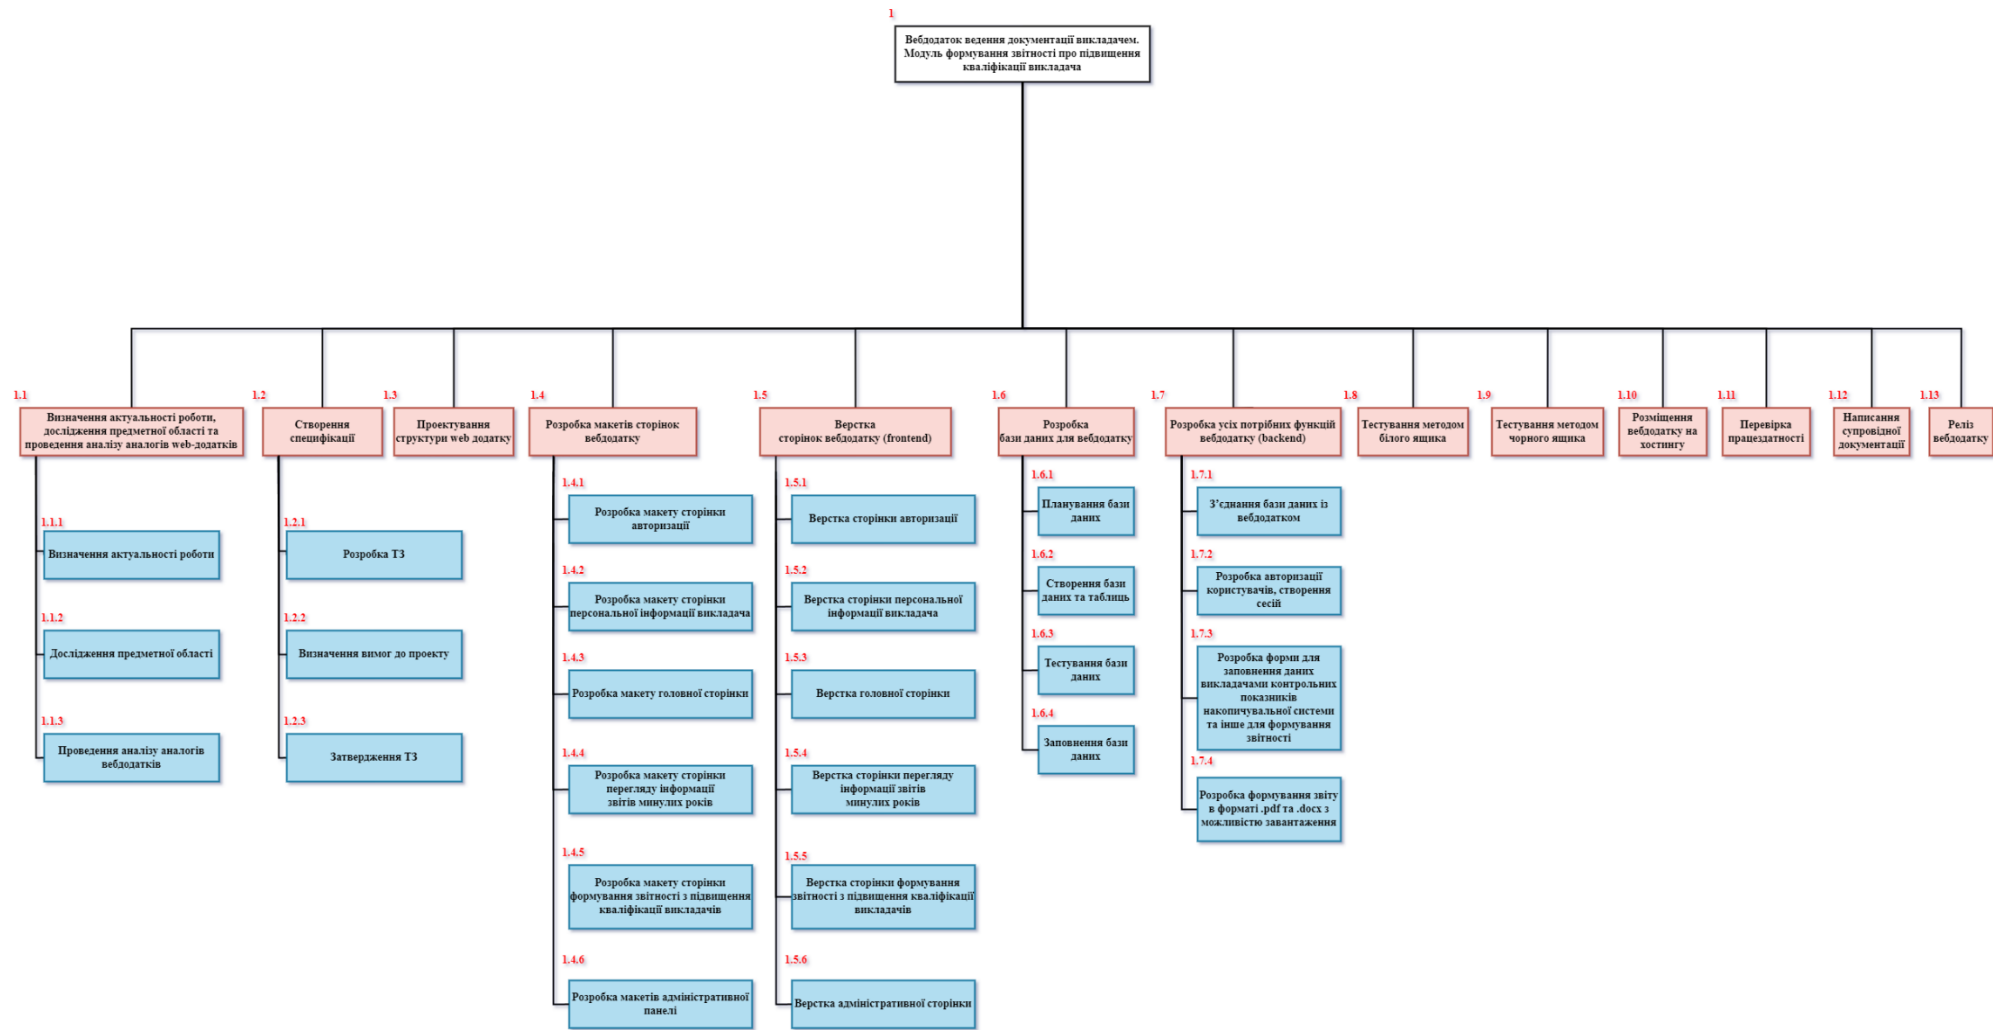 1
Вебдодаток ведення документації викладачем.
Модуль формування звітності про підвищення
кваліфікації викладача
1.1
Визначення актуальності роботи,
дослідження предметної області та
проведення аналізу аналогів web-додатків
1.1.1
Визначення актуальності роботи
1.1.2
Дослідження предметної області
1.1.3
Проведення аналізу аналогів
вебдодатків
1.2
Створення
специфікації
1.2.1
Розробка ТЗ
1.2.2
Визначення вимог до проекту
1.2.3
Затвердження ТЗ
1.3
Проектування
структури web додатку
1.4
Розробка макетів сторінок
вебдодатку
1.4.1
Розробка макету сторінки
авторизації
1.4.2
Розробка макету сторінки
персональної інформації викладача
1.4.3
Розробка макету головної сторінки
1.4.4
Розробка макету сторінки
перегляду інформації
звітів минулих років
1.4.5
Розробка макету сторінки
формування звітності з підвищення
кваліфікації викладачів
1.4.6
Розробка макетів адміністративної
панелі
1.5
Верстка
сторінок вебдодатку (frontend)
1.5.1
Верстка сторінки авторизації
1.5.2
Верстка сторінки персональної
інформації викладача
1.5.3
Верстка головної сторінки
1.5.4
Верстка сторінки перегляду
інформації звітів
минулих років
1.5.5
Верстка сторінки формування
звітності з підвищення кваліфікації
викладачів
1.5.6
Верстка адміністративної сторінки
1.6
Розробка
бази даних для вебдодатку
1.6.1
Планування бази
даних
1.6.2
Створення бази
даних та таблиць
1.6.3
Тестування бази
даних
1.6.4
Заповнення бази
даних
1.7
Розробка усіх потрібних функцій
вебдодатку (backend)
1.7.1
З’єднання бази даних із
вебдодатком
1.7.2
Розробка авторизації
користувачів, створення
сесій
1.7.3
Розробка форми для
заповнення даних
викладачами контрольних
показників
накопичувальної системи
та інше для формування
звітності
1.7.4
Розробка формування звіту
в форматі .pdf та .docx з
можливістю завантаження
1.8
Тестування методом
білого ящика
1.9
Тестування методом
чорного ящика
1.10
Розміщення
вебдодатку на
хостингу
1.11
Перевірка
працездатності
1.12
Написання
супровідної
документації
1.13
Реліз
вебдодатку